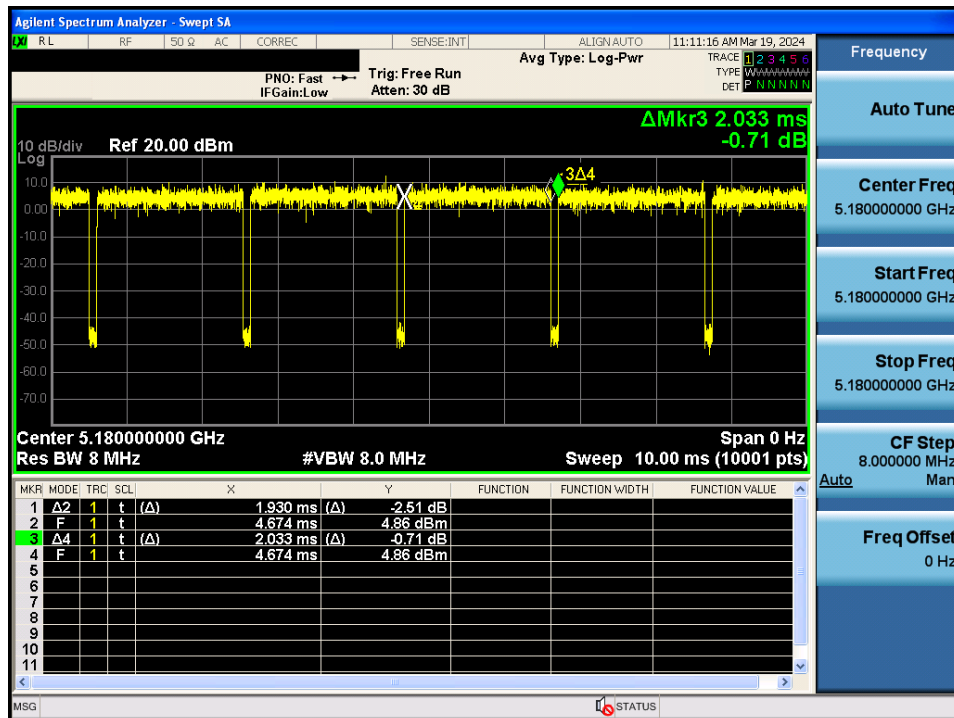 Agilent Spectrum Analyzer - Swept SA
LXI RL RF 50 Ω AC CORREC SENSE:INT ALIGN AUTO 11:11:16 AM Mar 19, 2024
Frequency
Avg Type: Log-Pwr
TRACE 1 2 3 4 5 6
PNO: Fast Trig: Free Run
TYPE WWWWWW
IFGain:Low Atten: 30 dB
DET P N N N N N
Auto Tune
ΔMkr3 2.033 ms
10 dB/div Ref 20.00 dBm -0.71 dB
Log
3Δ4
10.0
0.00
-10.0
-20.0
-30.0
-40.0
-50.0
-60.0
-70.0
Center Freq
5.180000000 GHz
Start Freq
5.180000000 GHz
Stop Freq
5.180000000 GHz
Center 5.180000000 GHz Span 0 Hz
Res BW 8 MHz #VBW 8.0 MHz Sweep 10.00 ms (10001 pts)
CF Step
8.000000 MHz
Auto Man
MKR MODE TRC SCL X Y FUNCTION FUNCTION WIDTH FUNCTION VALUE
1 Δ2 1 t (Δ) 1.930 ms (Δ) -2.51 dB
2 F 1 t 4.674 ms 4.86 dBm
3 Δ4 1 t (Δ) 2.033 ms (Δ) -0.71 dB
4 F 1 t 4.674 ms 4.86 dBm
5
6
7
8
9
10
11
Freq Offset
0 Hz
MSG STATUS